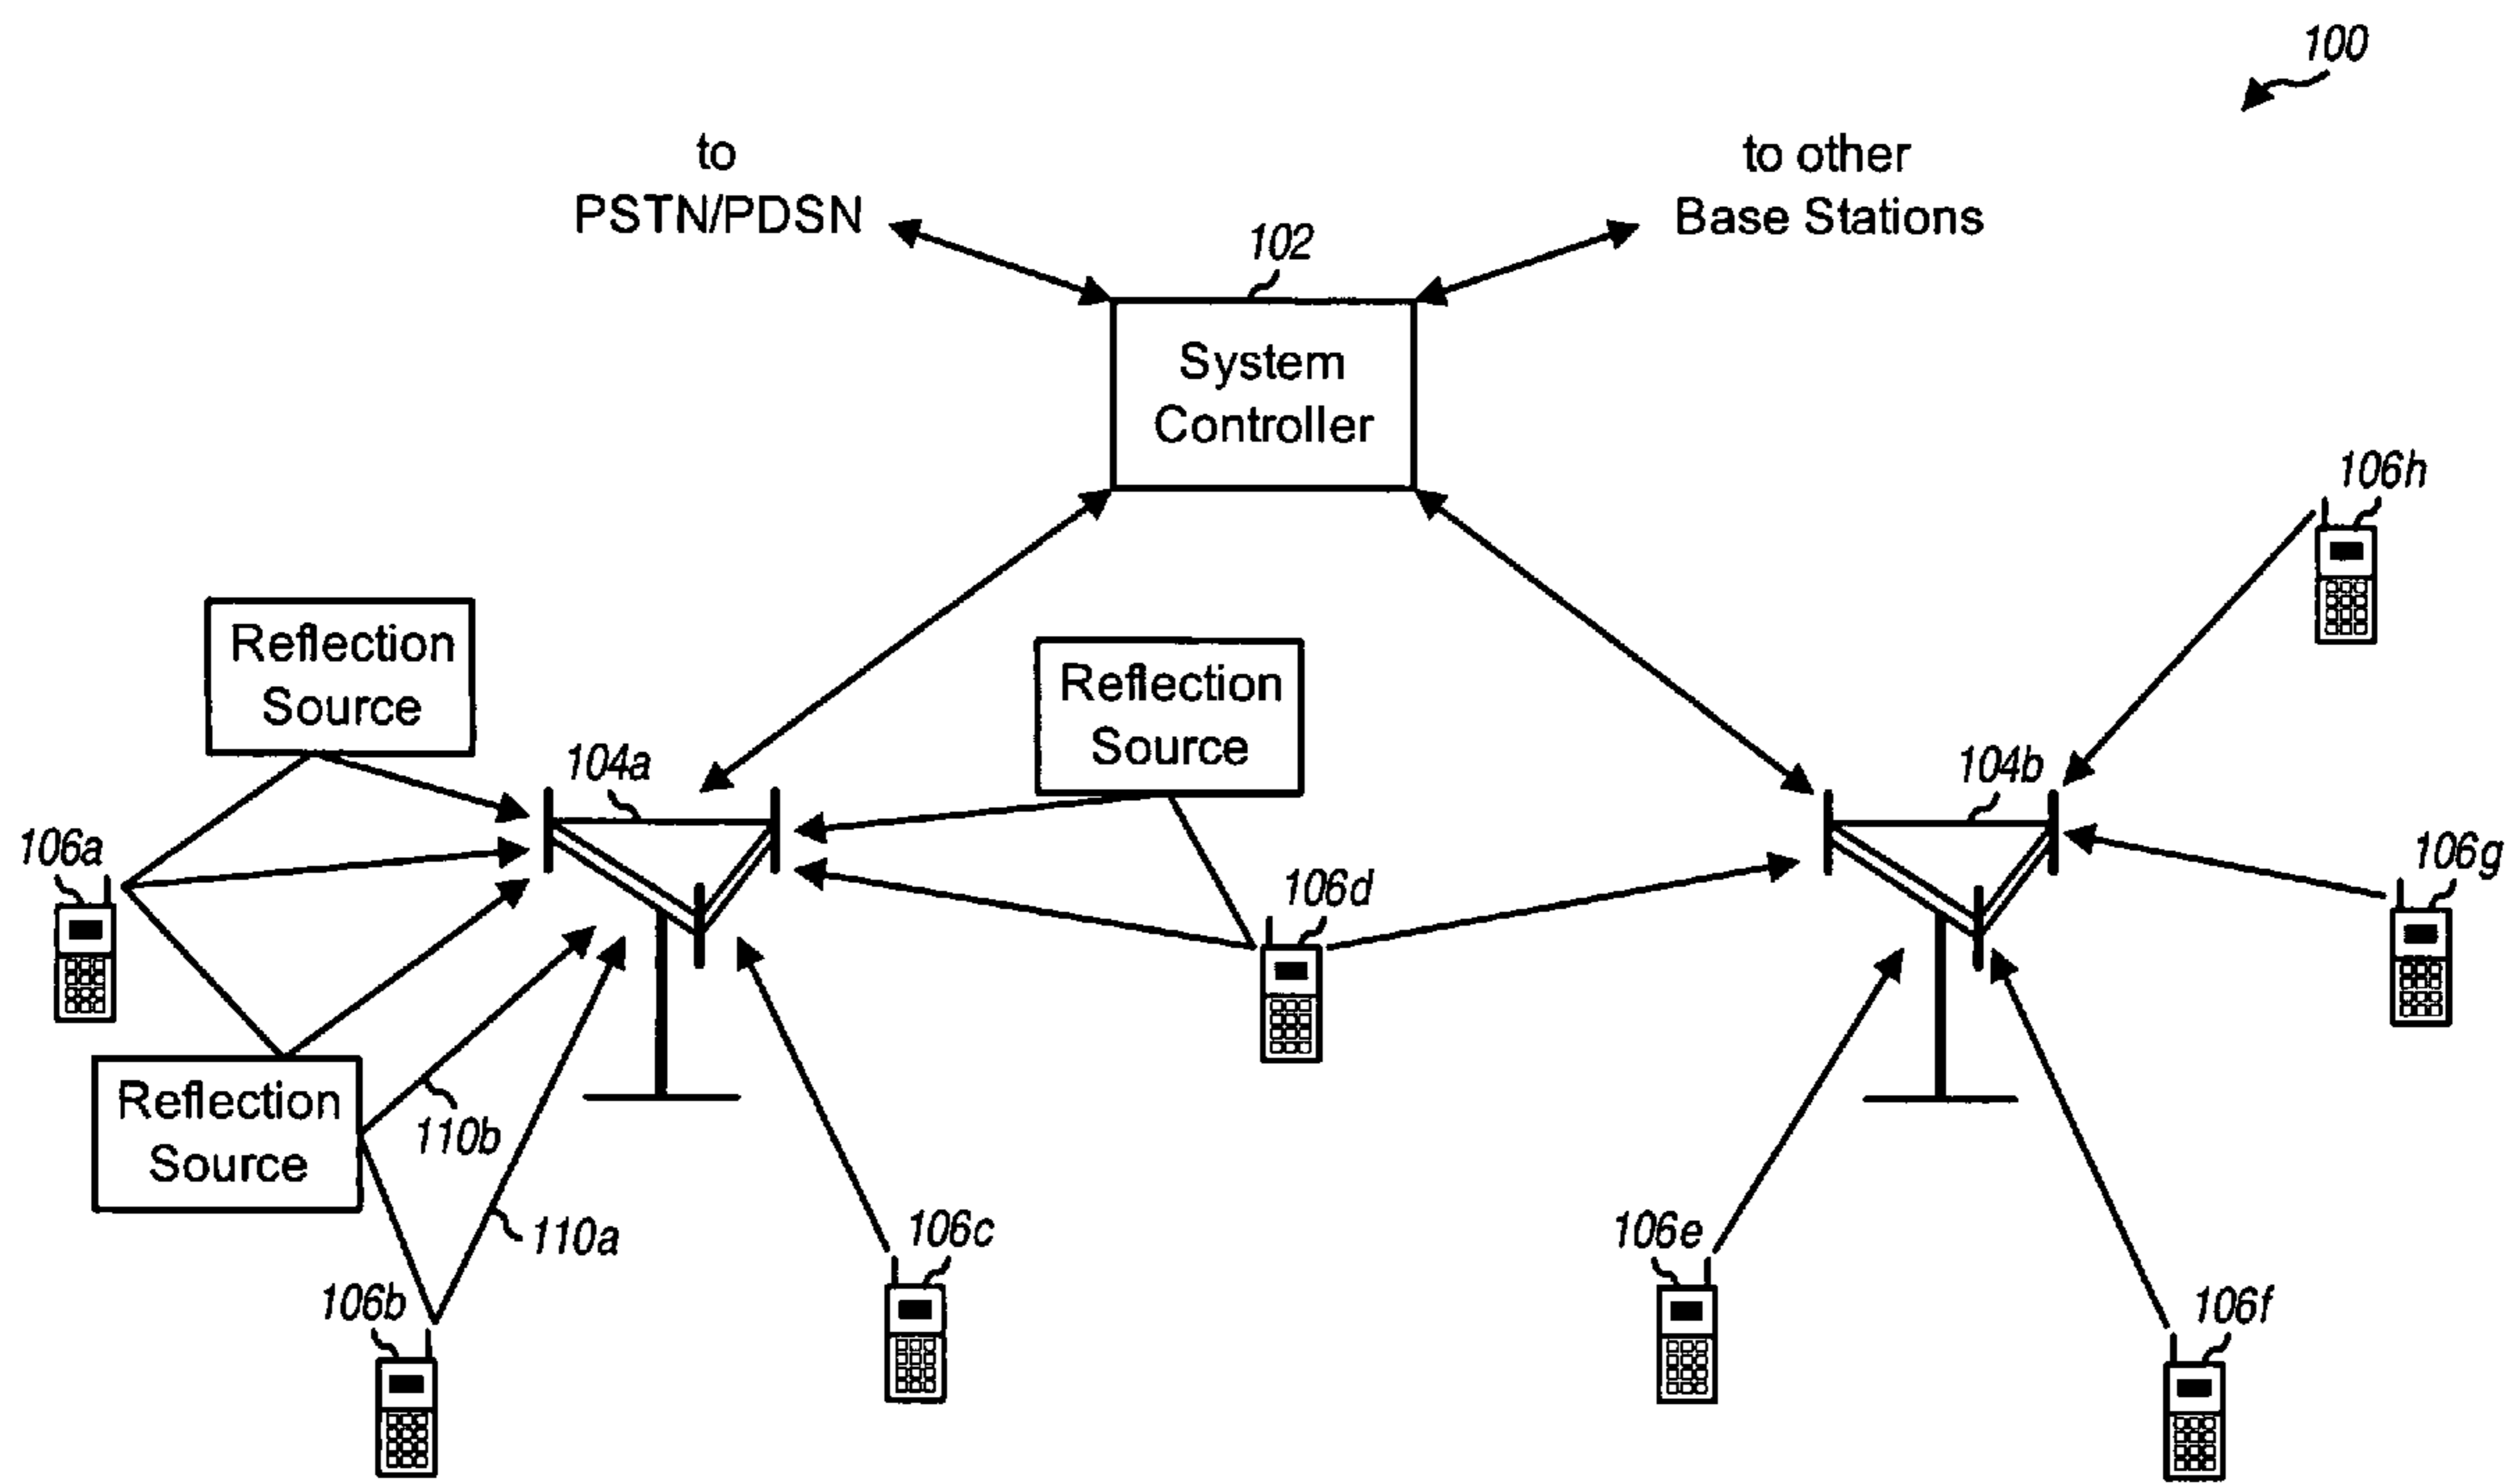 100
to
PSTN/PDSN
to other
Base Stations
102
System
Controller
106h
Reflection
Source
Reflection
Source
104a
104b
106a
106d
106g
Reflection
Source
110b
110a
106c
106e
106b
106f